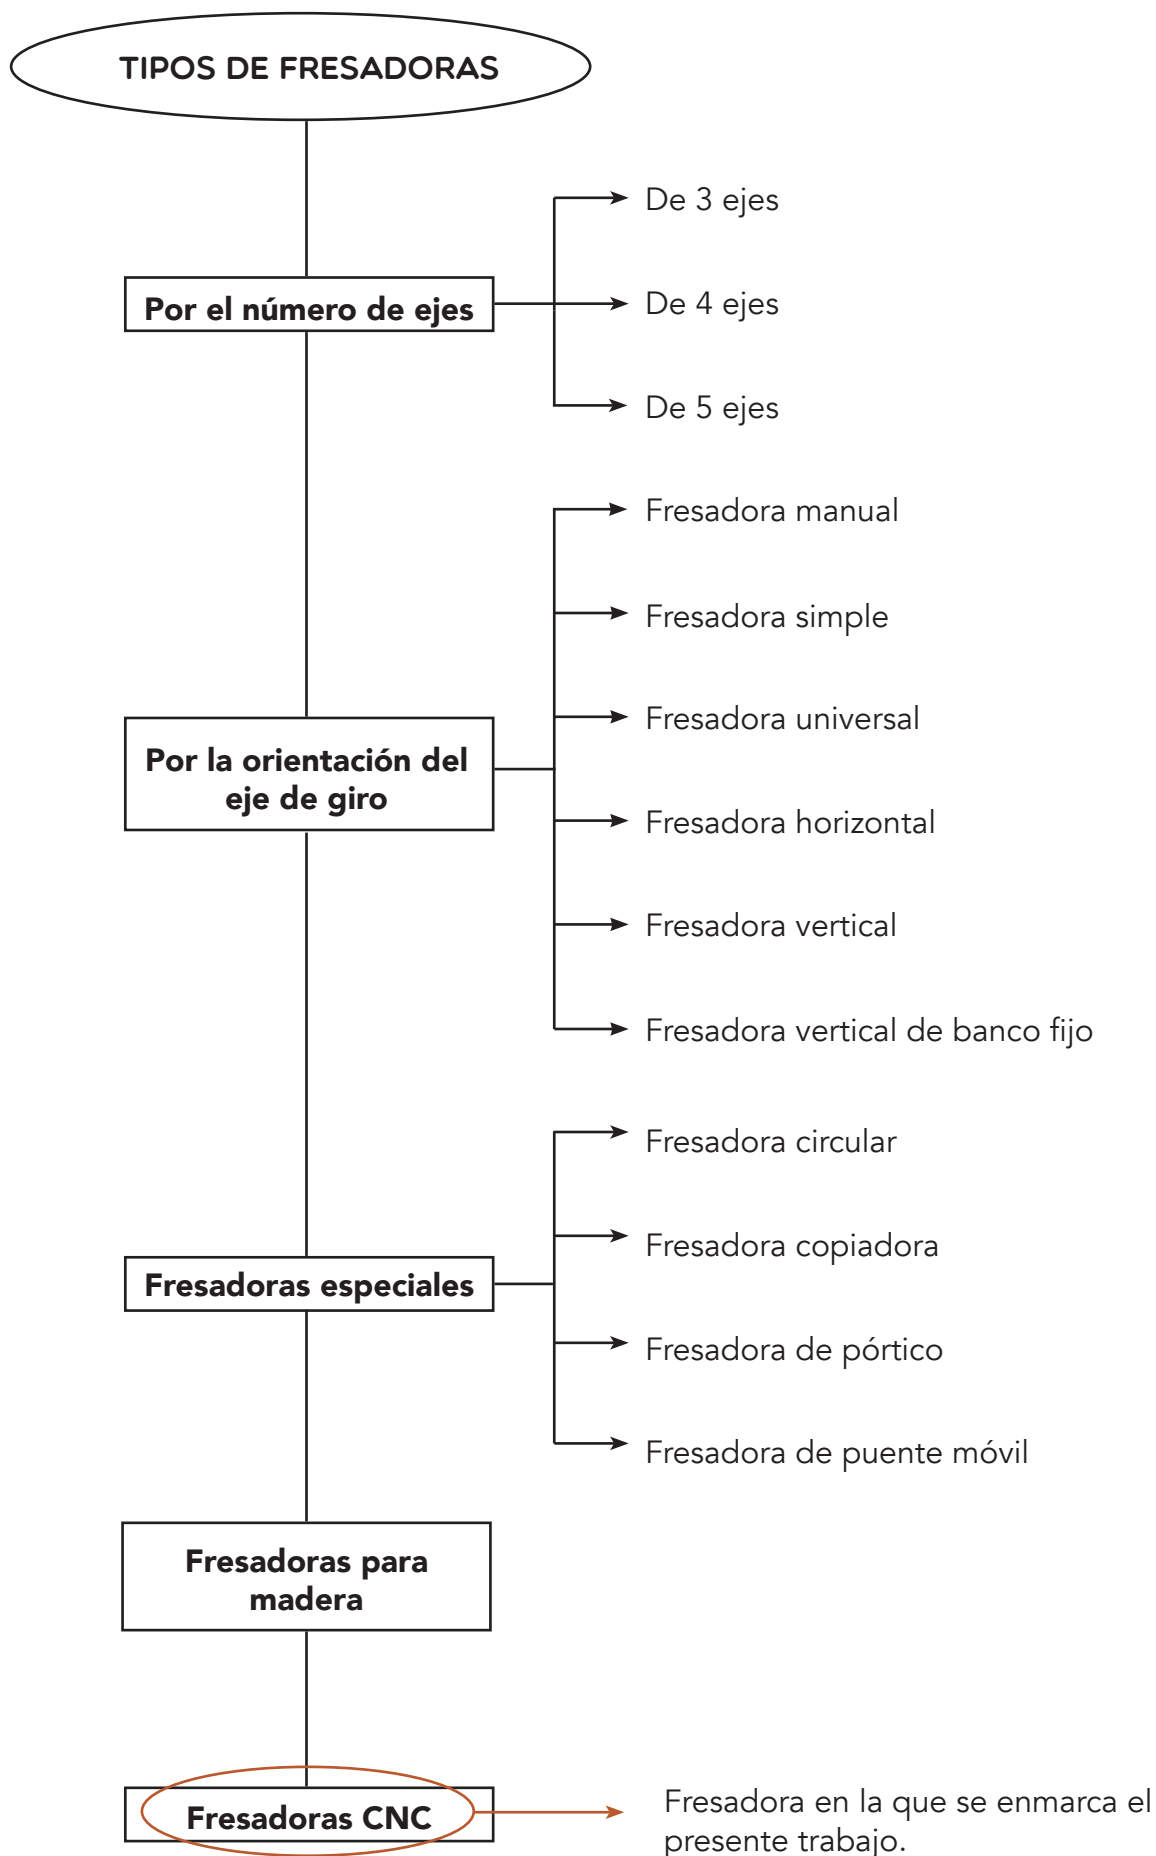 TIPOS DE FRESADORAS
De 3 ejes
Por el número de ejes
De 4 ejes
De 5 ejes
Fresadora manual
Fresadora simple
Fresadora universal
Por la orientación del
eje de giro
Fresadora horizontal
Fresadora vertical
Fresadora vertical de banco fijo
Fresadora circular
Fresadora copiadora
Fresadoras especiales
Fresadora de pórtico
Fresadora de puente móvil
Fresadoras para
madera
Fresadoras CNC
Fresadora en la que se enmarca el
presente trabajo.